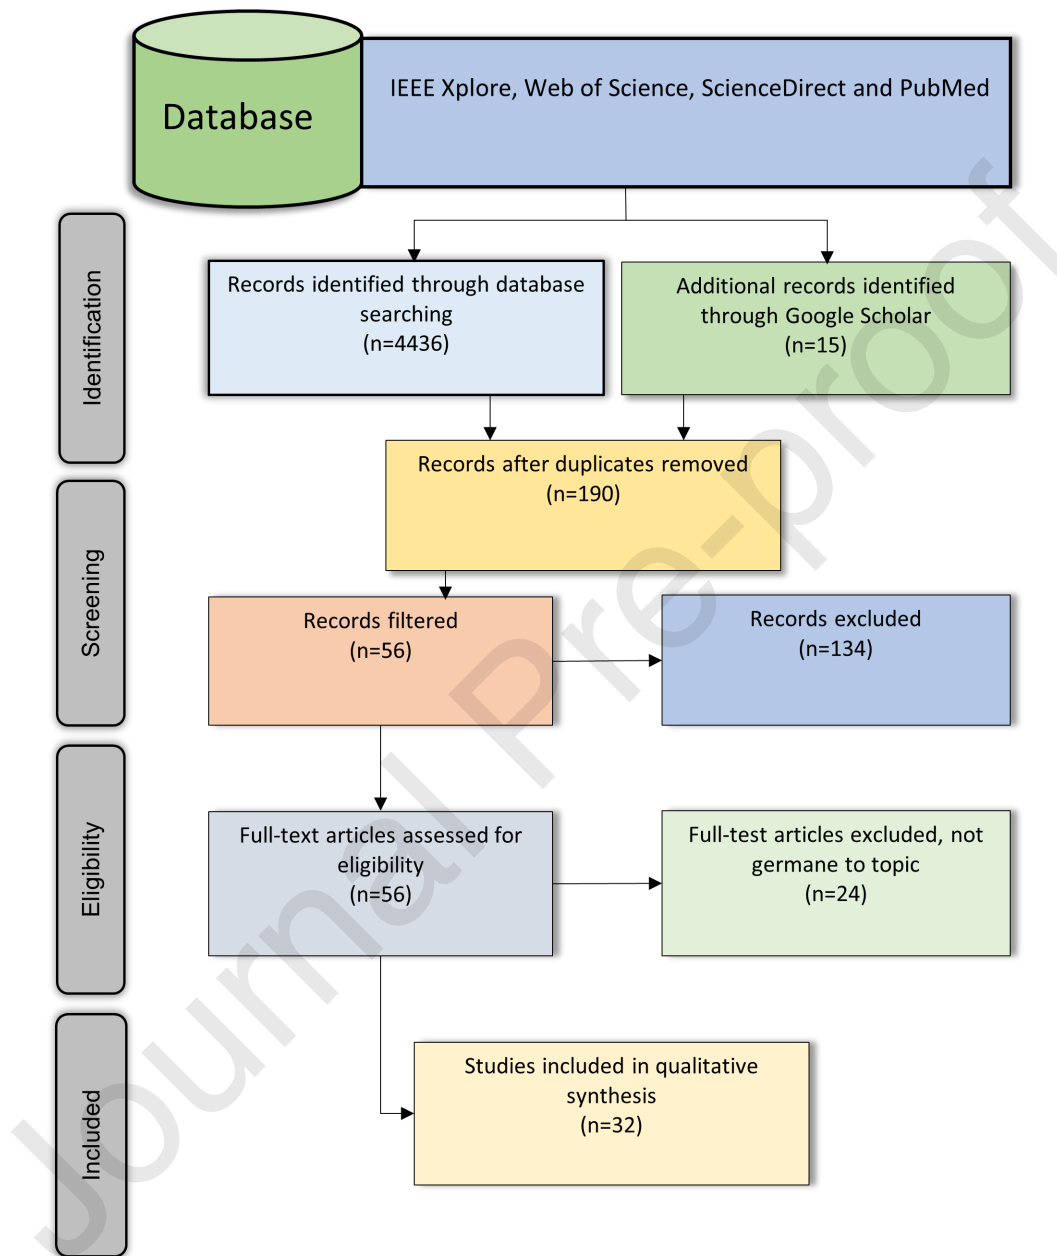 Database
IEEE Xplore, Web of Science, ScienceDirect and PubMed
Identification
Records identified through database
searching
(n=4436)
Additional records identified
through Google Scholar
(n=15)
Records after duplicates removed
(n=190)
Screening
Records filtered
(n=56)
Records excluded
(n=134)
Eligibility
Full-text articles assessed for
eligibility
(n=56)
Full-test articles excluded, not
germane to topic
(n=24)
Included
Studies included in qualitative
synthesis
(n=32)
Journal Pre-proof